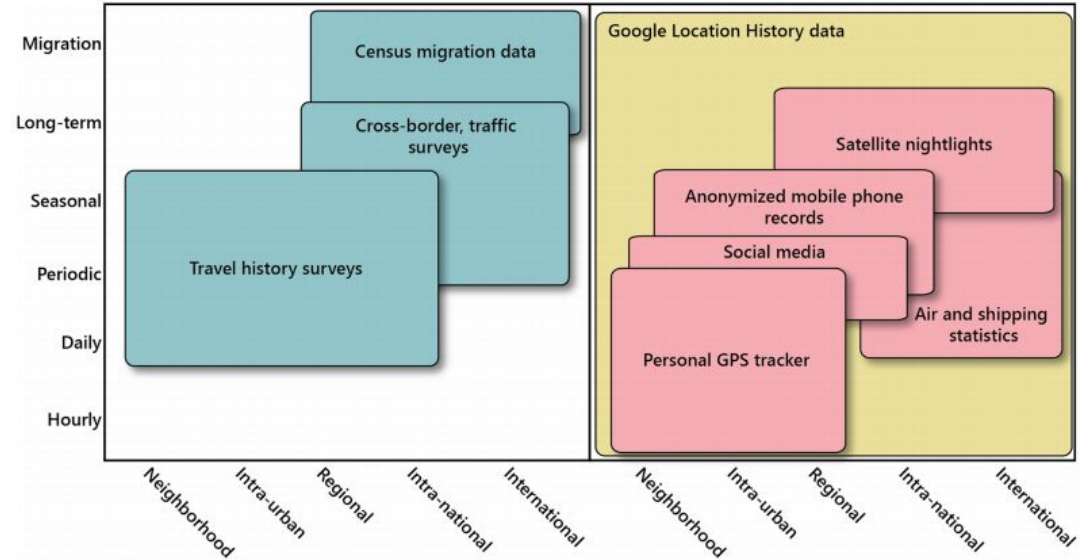 Migration
Long-term
Seasonal
Periodic
Daily
Hourly
Census migration data
Cross-border, traffic
surveys
Travel history surveys
Google Location History data
Satellite nightlights
Anonymized mobile phone
records
Social media
Air and shipping
statistics
Personal GPS tracker
Neighborhood
Intra-urban
Regional
Intra-national
International
Neighborhood
Intra-urban
Regional
Intra-national
International